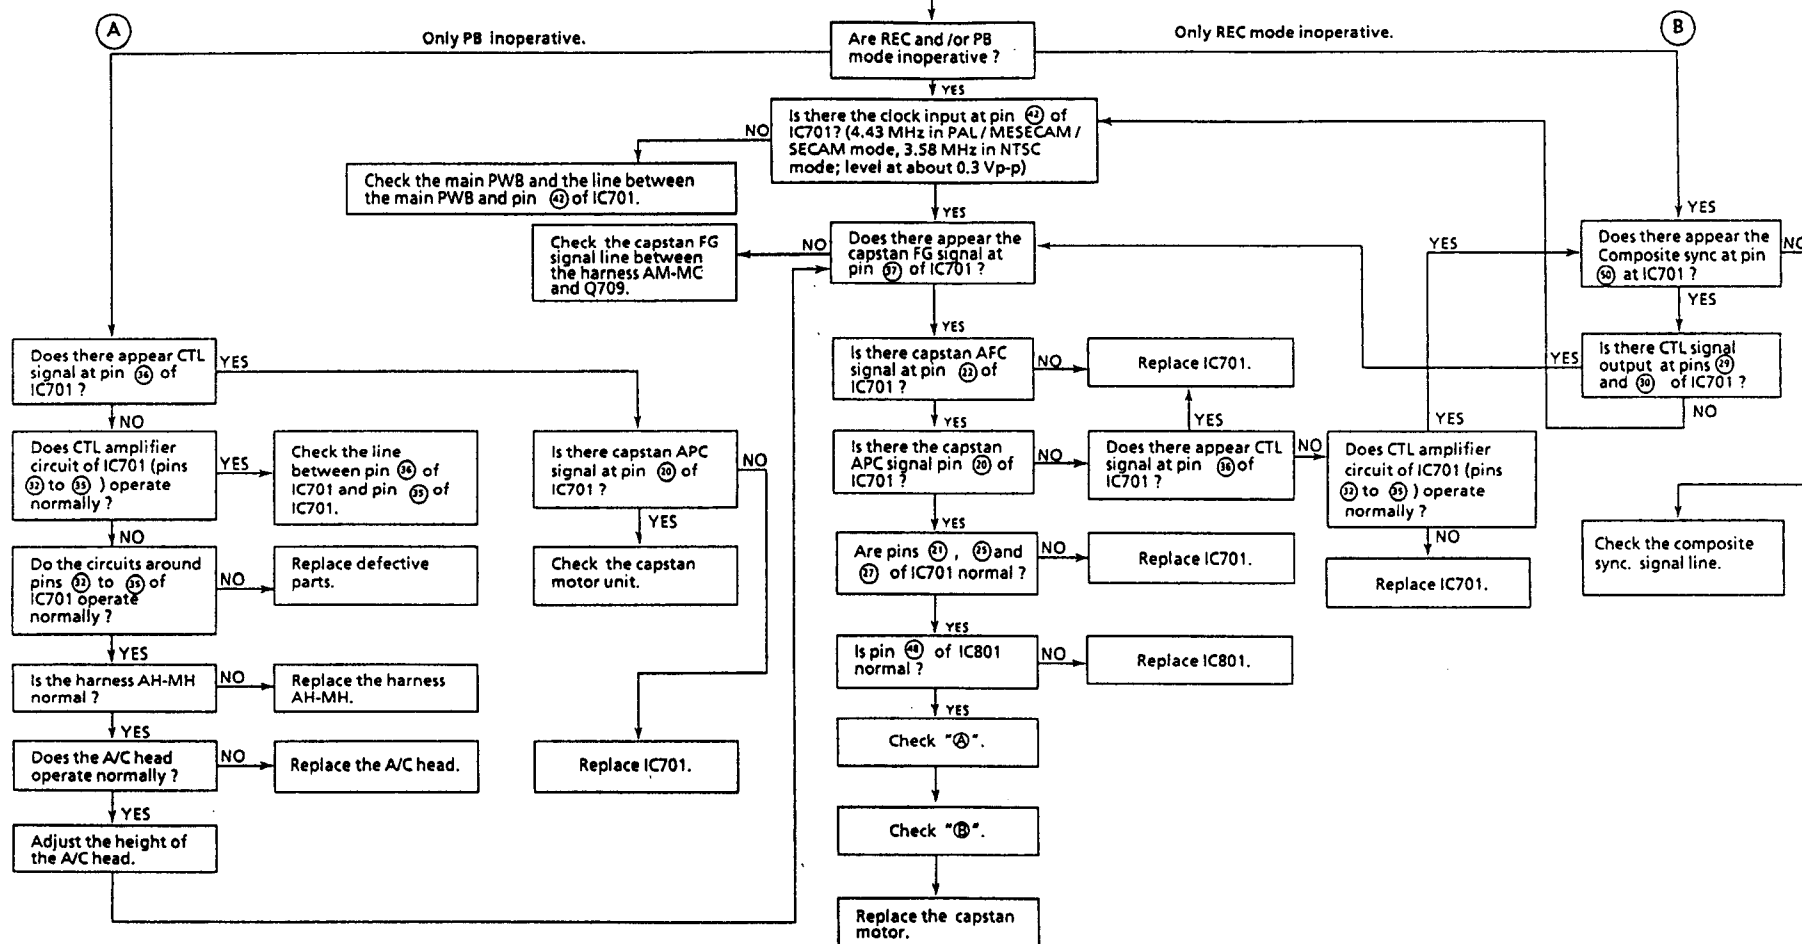 A
Only PB inoperative.
Are REC and /or PB
mode inoperative ?
Only REC mode inoperative.
B
YES
Is there the clock input at pin 42 of
IC701? (4.43 MHz in PAL / MESECAM /
SECAM mode, 3.58 MHz in NTSC
mode; level at about 0.3 Vp-p)
NO
Check the main PWB and the line between
the main PWB and pin 42 of IC701.
YES
Does there appear the
capstan FG signal at
pin 37 of IC701 ?
NO
Check the capstan FG
signal line between
the harness AM-MC
and Q709.
YES
Does there appear the
Composite sync at pin
50 at IC701 ?
NO
YES
YES
Is there CTL signal
output at pins 29
and 30 of IC701 ?
YES
NO
Does there appear CTL
signal at pin 36 of
IC701 ?
YES
NO
YES
Is there capstan AFC
signal at pin 22 of
IC701 ?
NO
Replace IC701.
YES
YES
YES
Does CTL amplifier
circuit of IC701 (pins
32 to 35 ) operate
normally ?
YES
Check the line
between pin 36 of
IC701 and pin 35 of
IC701.
Is there capstan APC
signal at pin 20 of
IC701 ?
NO
YES
Is there the capstan
APC signal pin 20 of
IC701 ?
NO
Does there appear CTL
signal at pin 36 of
IC701 ?
NO
Does CTL amplifier
circuit of IC701 (pins
32 to 35 ) operate
normally ?
NO
Replace IC701.
Check the composite
sync. signal line.
NO
Do the circuits around
pins 32 to 35 of
IC701 operate
normally ?
NO
Replace defective
parts.
Check the capstan
motor unit.
YES
Are pins 21 , 25 and
27 of IC701 normal ?
NO
Replace IC701.
YES
Is the harness AH-MH
normal ?
NO
Replace the harness
AH-MH.
YES
Is pin 48 of IC801
normal ?
NO
Replace IC801.
YES
Does the A/C head
operate normally ?
NO
Replace the A/C head.
Replace IC701.
YES
Check "A".
YES
Adjust the height of
the A/C head.
Check "B".
Replace the capstan
motor.